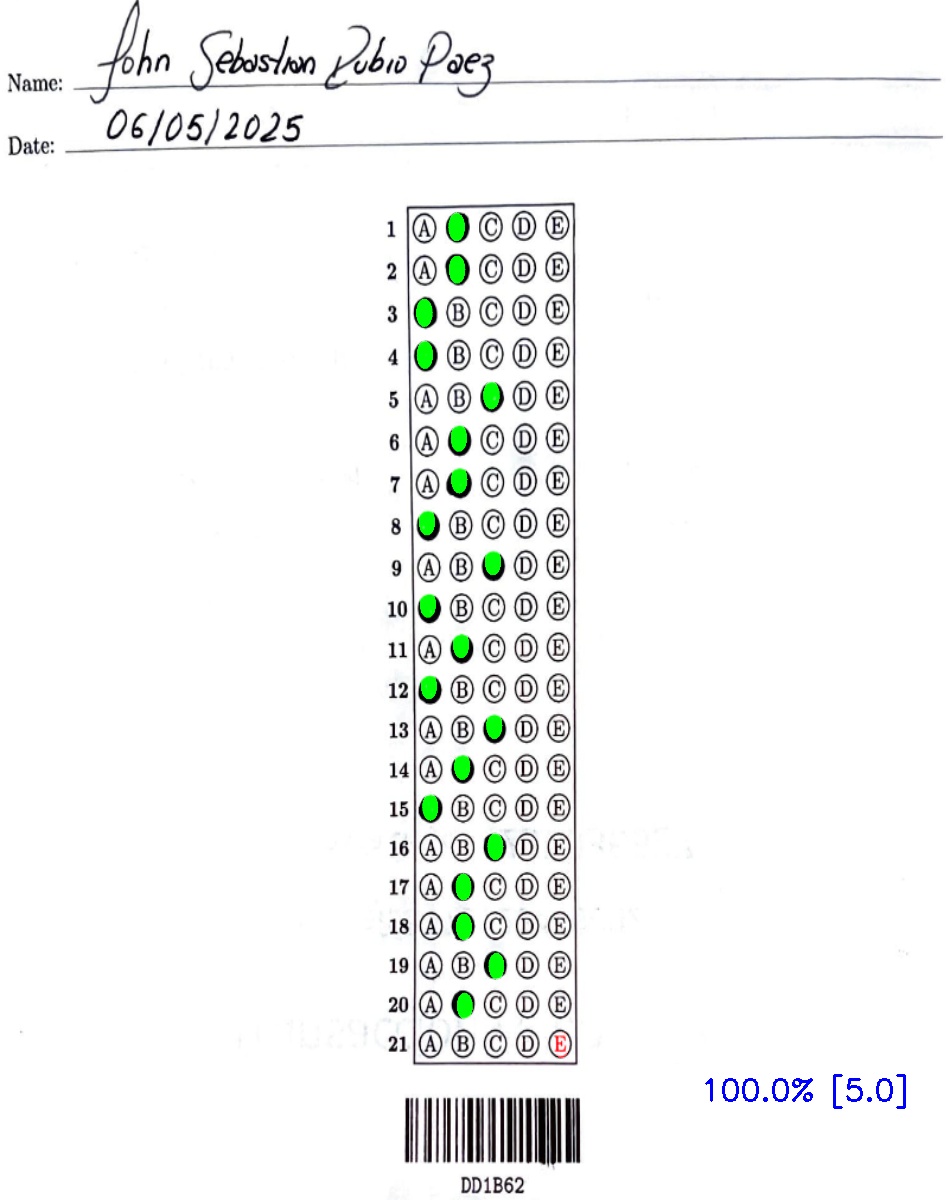 Name: John Sebastian Rubio Paez
Date: 06/05/2025
1 A C D E
2 A C D E
3 B C D E
4 B C D E
5 A B D E
6 A C D E
7 A C D E
8 B C D E
9 A B D E
10 B C D E
11 A C D E
12 B C D E
13 A B D E
14 A C D E
15 B C D E
16 A B D E
17 A C D E
18 A C D E
19 A B D E
20 A C D E
21 A B C D E
100.0% [5.0]
DD1B62